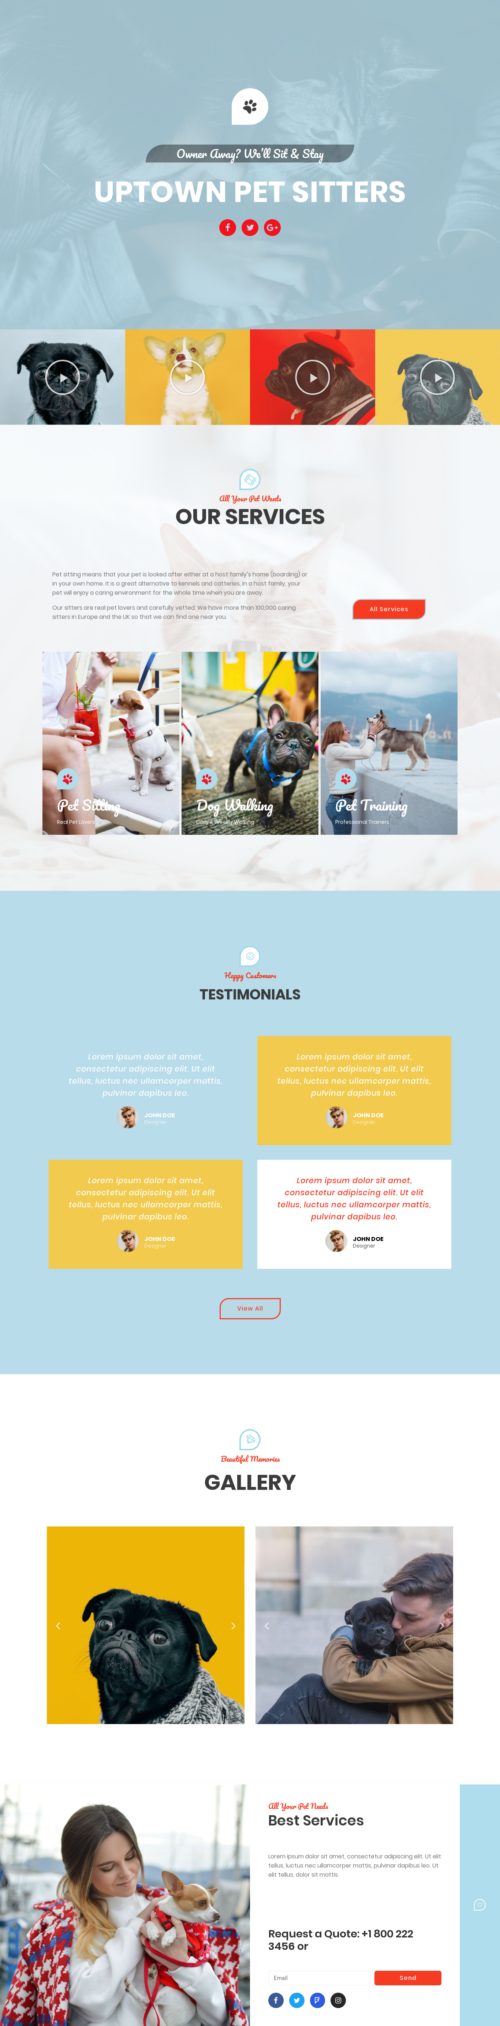 Owner Away? We'll Sit & Stay
UPTOWN PET SITTERS
All Your Pet Wants
OUR SERVICES
Pet sitting means that your pet is looked after either at a host family's home (boarding) or
in your own home. It is a great alternative to kennels and catteries. In a host family, your
pet will enjoy a caring environment for the whole time when you are away.
Our sitters are real pet lovers and carefully vetted. We have more than 100,000 caring
sitters in Europe and the UK so that we can find one near you.
All Services
Pet Sitting
Real Pet Lovers
Dog Walking
Pet Training
Professional Trainers
Happy Customers
TESTIMONIALS
Lorem ipsum dolor sit amet,
consectetur adipiscing elit. Ut elit
tellus, luctus nec ullamcorper mattis,
pulvinar dapibus leo.
JOHN DOE
Designer
Lorem ipsum dolor sit amet,
consectetur adipiscing elit. Ut elit
tellus, luctus nec ullamcorper mattis,
pulvinar dapibus leo.
JOHN DOE
Designer
Lorem ipsum dolor sit amet,
consectetur adipiscing elit. Ut elit
tellus, luctus nec ullamcorper mattis,
pulvinar dapibus leo.
JOHN DOE
Designer
Lorem ipsum dolor sit amet,
consectetur adipiscing elit. Ut elit
tellus, luctus nec ullamcorper mattis,
pulvinar dapibus leo.
JOHN DOE
Designer
View All
Beautiful Memories
GALLERY
All Your Pet Needs
Best Services
Lorem ipsum dolor sit amet, consectetur adipiscing elit. Ut elit
tellus, luctus nec ullamcorper mattis, pulvinar dapibus leo. Ut
elit tellus, dolor sit mattis.
Request a Quote: +1 800 222
3456 or
Email
Send